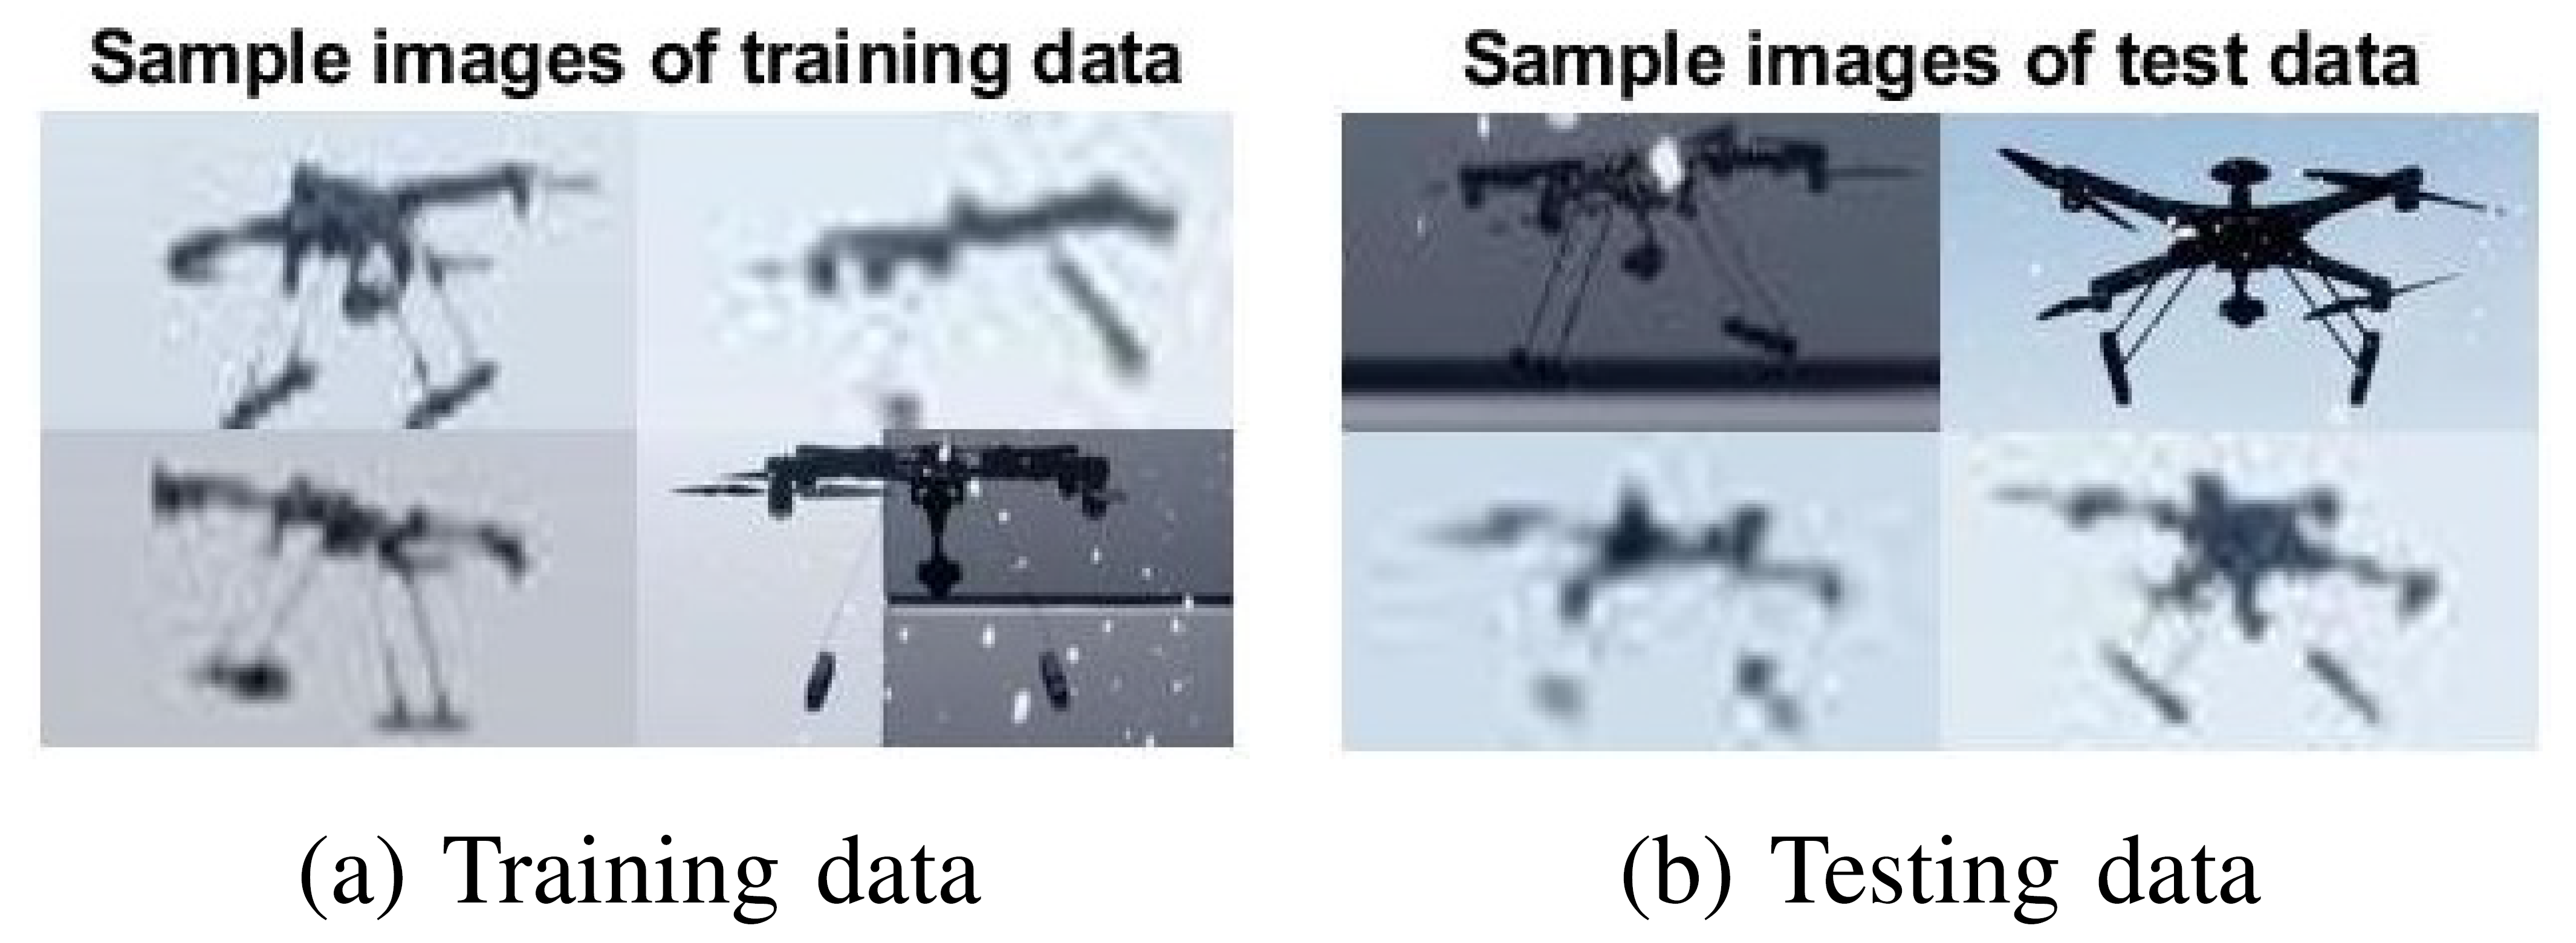 Sample images of training data
Sample images of test data
(a) Training data
(b) Testing data